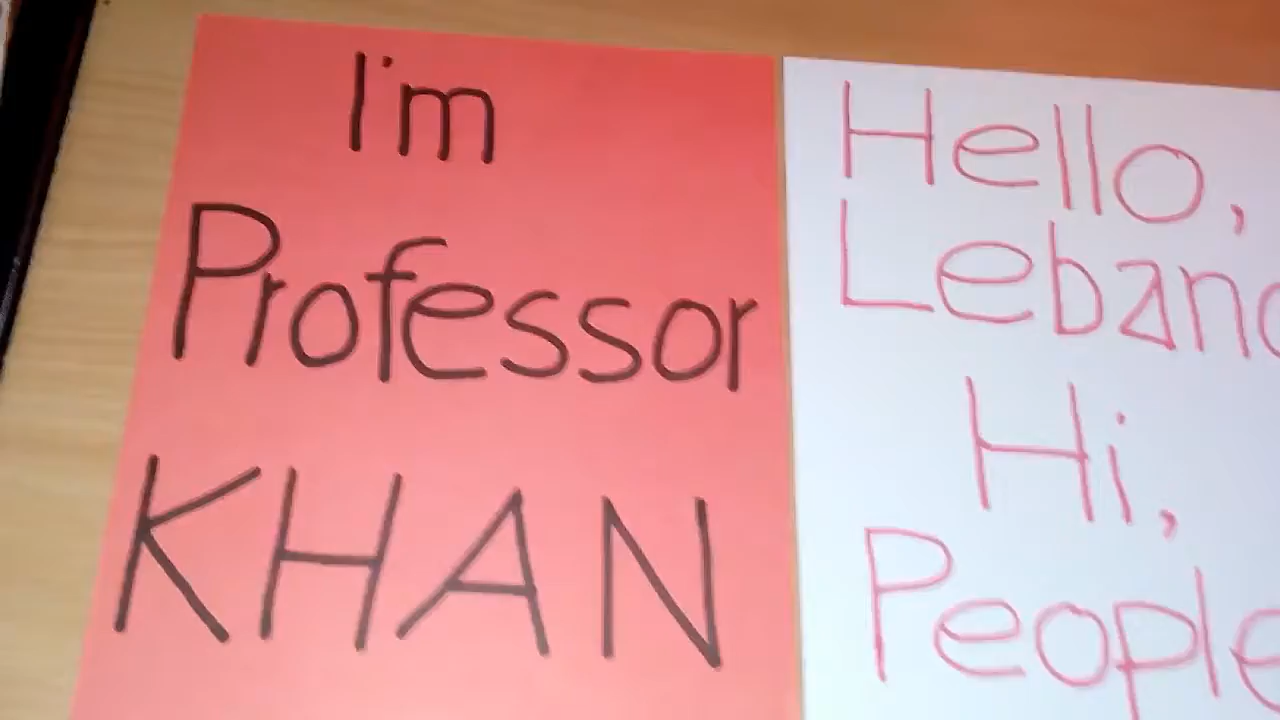 I'm
Professor
KHAN
Hello,
Hi,
People